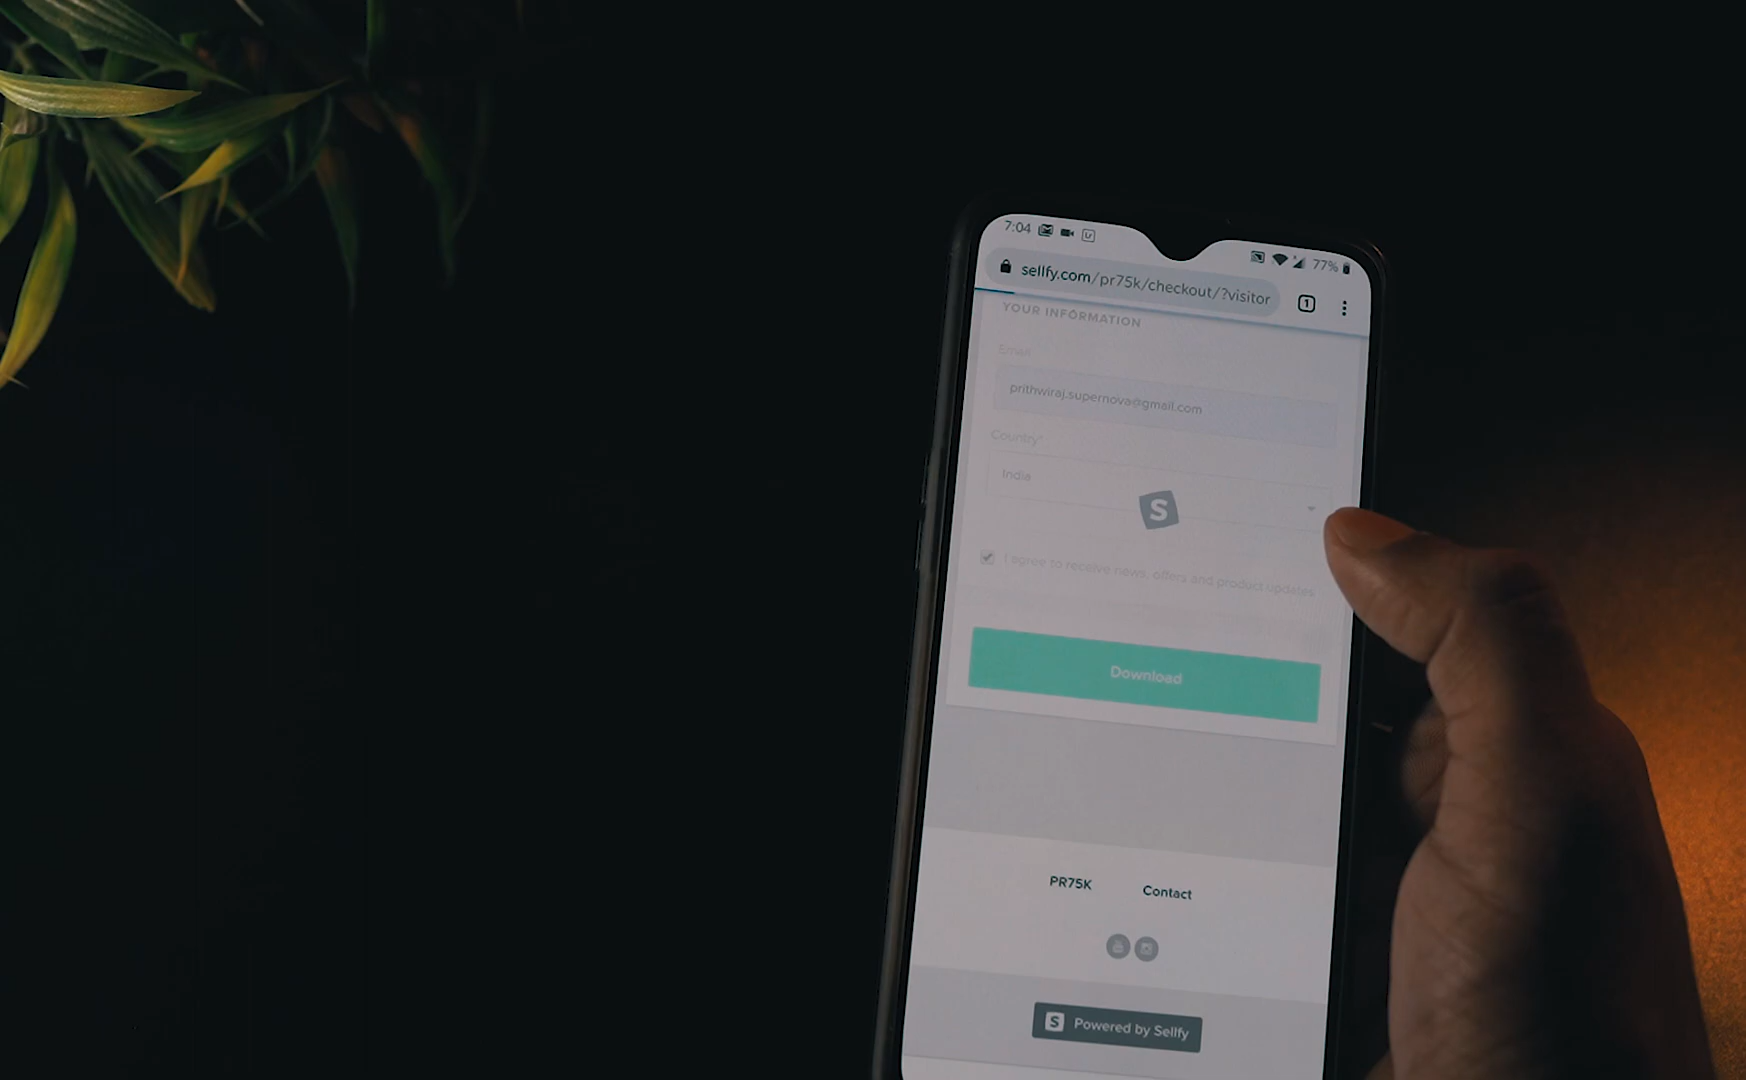 7:04
77%
sellfy.com/pr75k/checkout/?visitor
1
YOUR INFORMATION
Email
prithwiraj.supernova@gmail.com
Country*
India
S
I agree to receive news, offers and product updates
Download
PR75K
Contact
S Powered by Sellfy